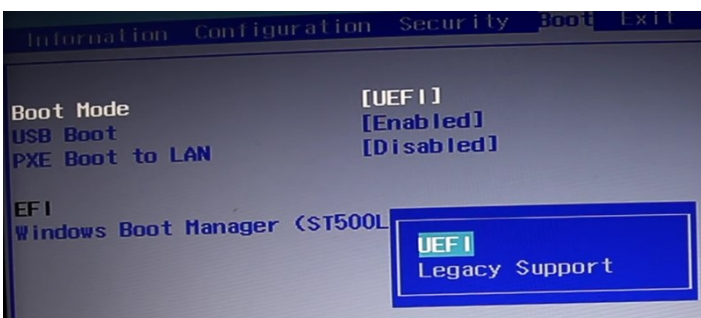 Information Configuration Security Boot Exit
Boot Mode [UEFI]
USB Boot [Enabled]
PXE Boot to LAN [Disabled]
EFI
Windows Boot Manager (ST500L
UEFI
Legacy Support